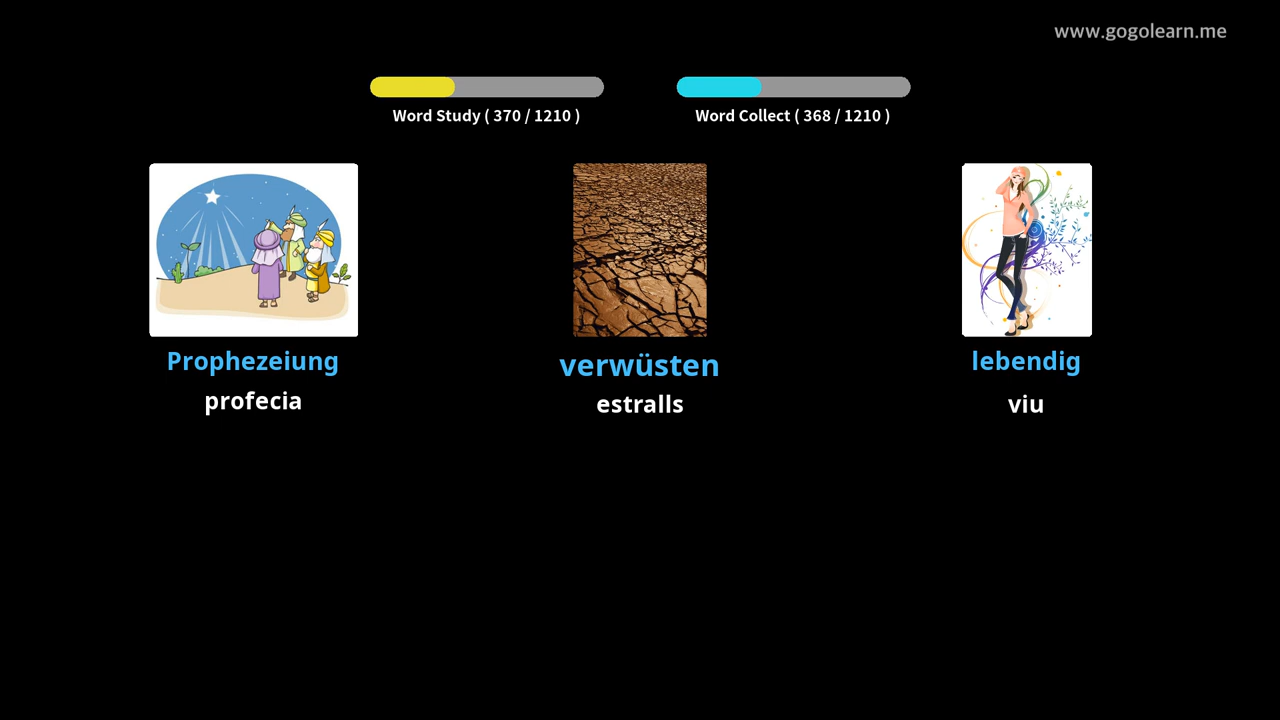 www.gogolearn.me
Word Study ( 370 / 1210 )
Word Collect ( 368 / 1210 )
Prophezeiung
profecia
verwüsten
estralls
lebendig
viu